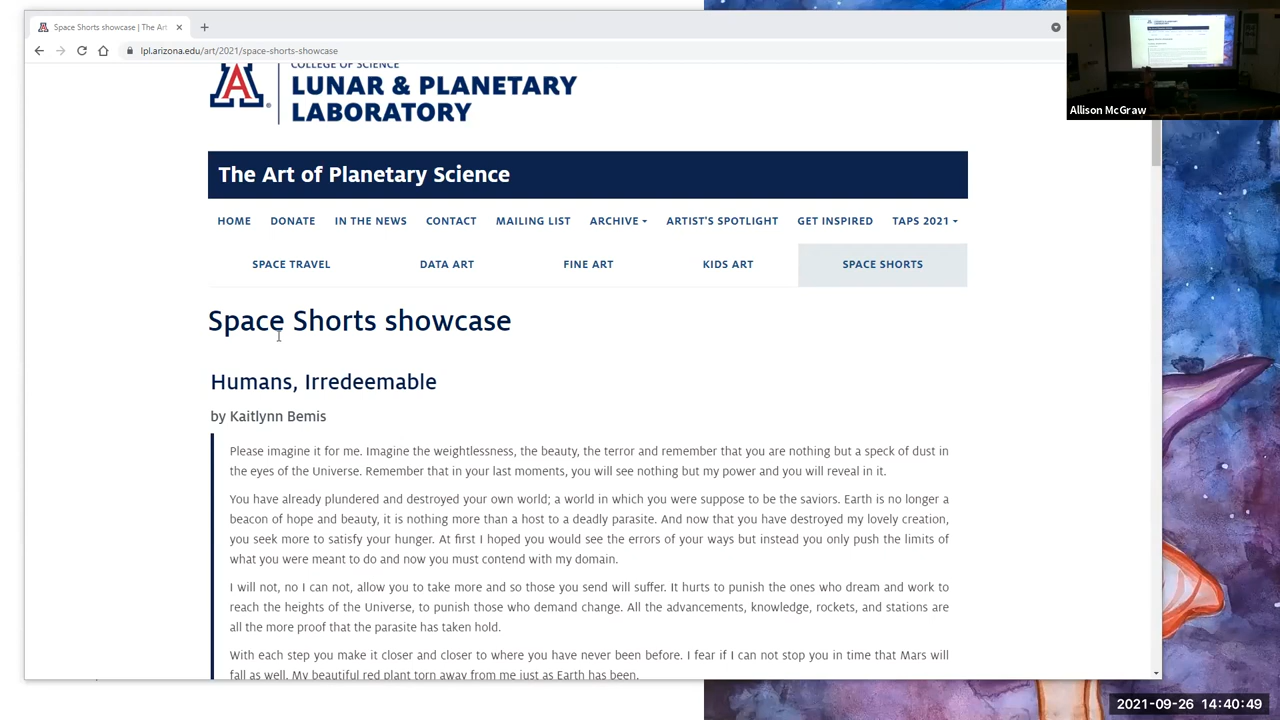 Space Shorts showcase | The Ar
lpl.arizona.edu/art/2021/space-shorts-showcase
Allison McGraw
COLLEGE OF SCIENCE
LUNAR & PLANETARY
LABORATORY
The Art of Planetary Science
HOME DONATE IN THE NEWS CONTACT MAILING LIST ARCHIVE ARTIST'S SPOTLIGHT GET INSPIRED TAPS 2021
SPACE TRAVEL DATA ART FINE ART KIDS ART SPACE SHORTS
Space Shorts showcase
Humans, Irredeemable
by Kaitlynn Bemis
Please imagine it for me. Imagine the weightlessness, the beauty, the terror and remember that you are nothing but a speck of dust in
the eyes of the Universe. Remember that in your last moments, you will see nothing but my power and you will reveal in it.
You have already plundered and destroyed your own world; a world in which you were suppose to be the saviors. Earth is no longer a
beacon of hope and beauty, it is nothing more than a host to a deadly parasite. And now that you have destroyed my lovely creation,
you seek more to satisfy your hunger. At first I hoped you would see the errors of your ways but instead you only push the limits of
what you were meant to do and now you must contend with my domain.
I will not, no I can not, allow you to take more and so those you send will suffer. It hurts to punish the ones who dream and work to
reach the heights of the Universe, to punish those who demand change. All the advancements, knowledge, rockets, and stations are
all the more proof that the parasite has taken hold.
With each step you make it closer and closer to where you have never been before. I fear if I can not stop you in time that Mars will
fall as well. My beautiful red plant torn away from me just as Earth has been.
2021-09-26 14:40:49